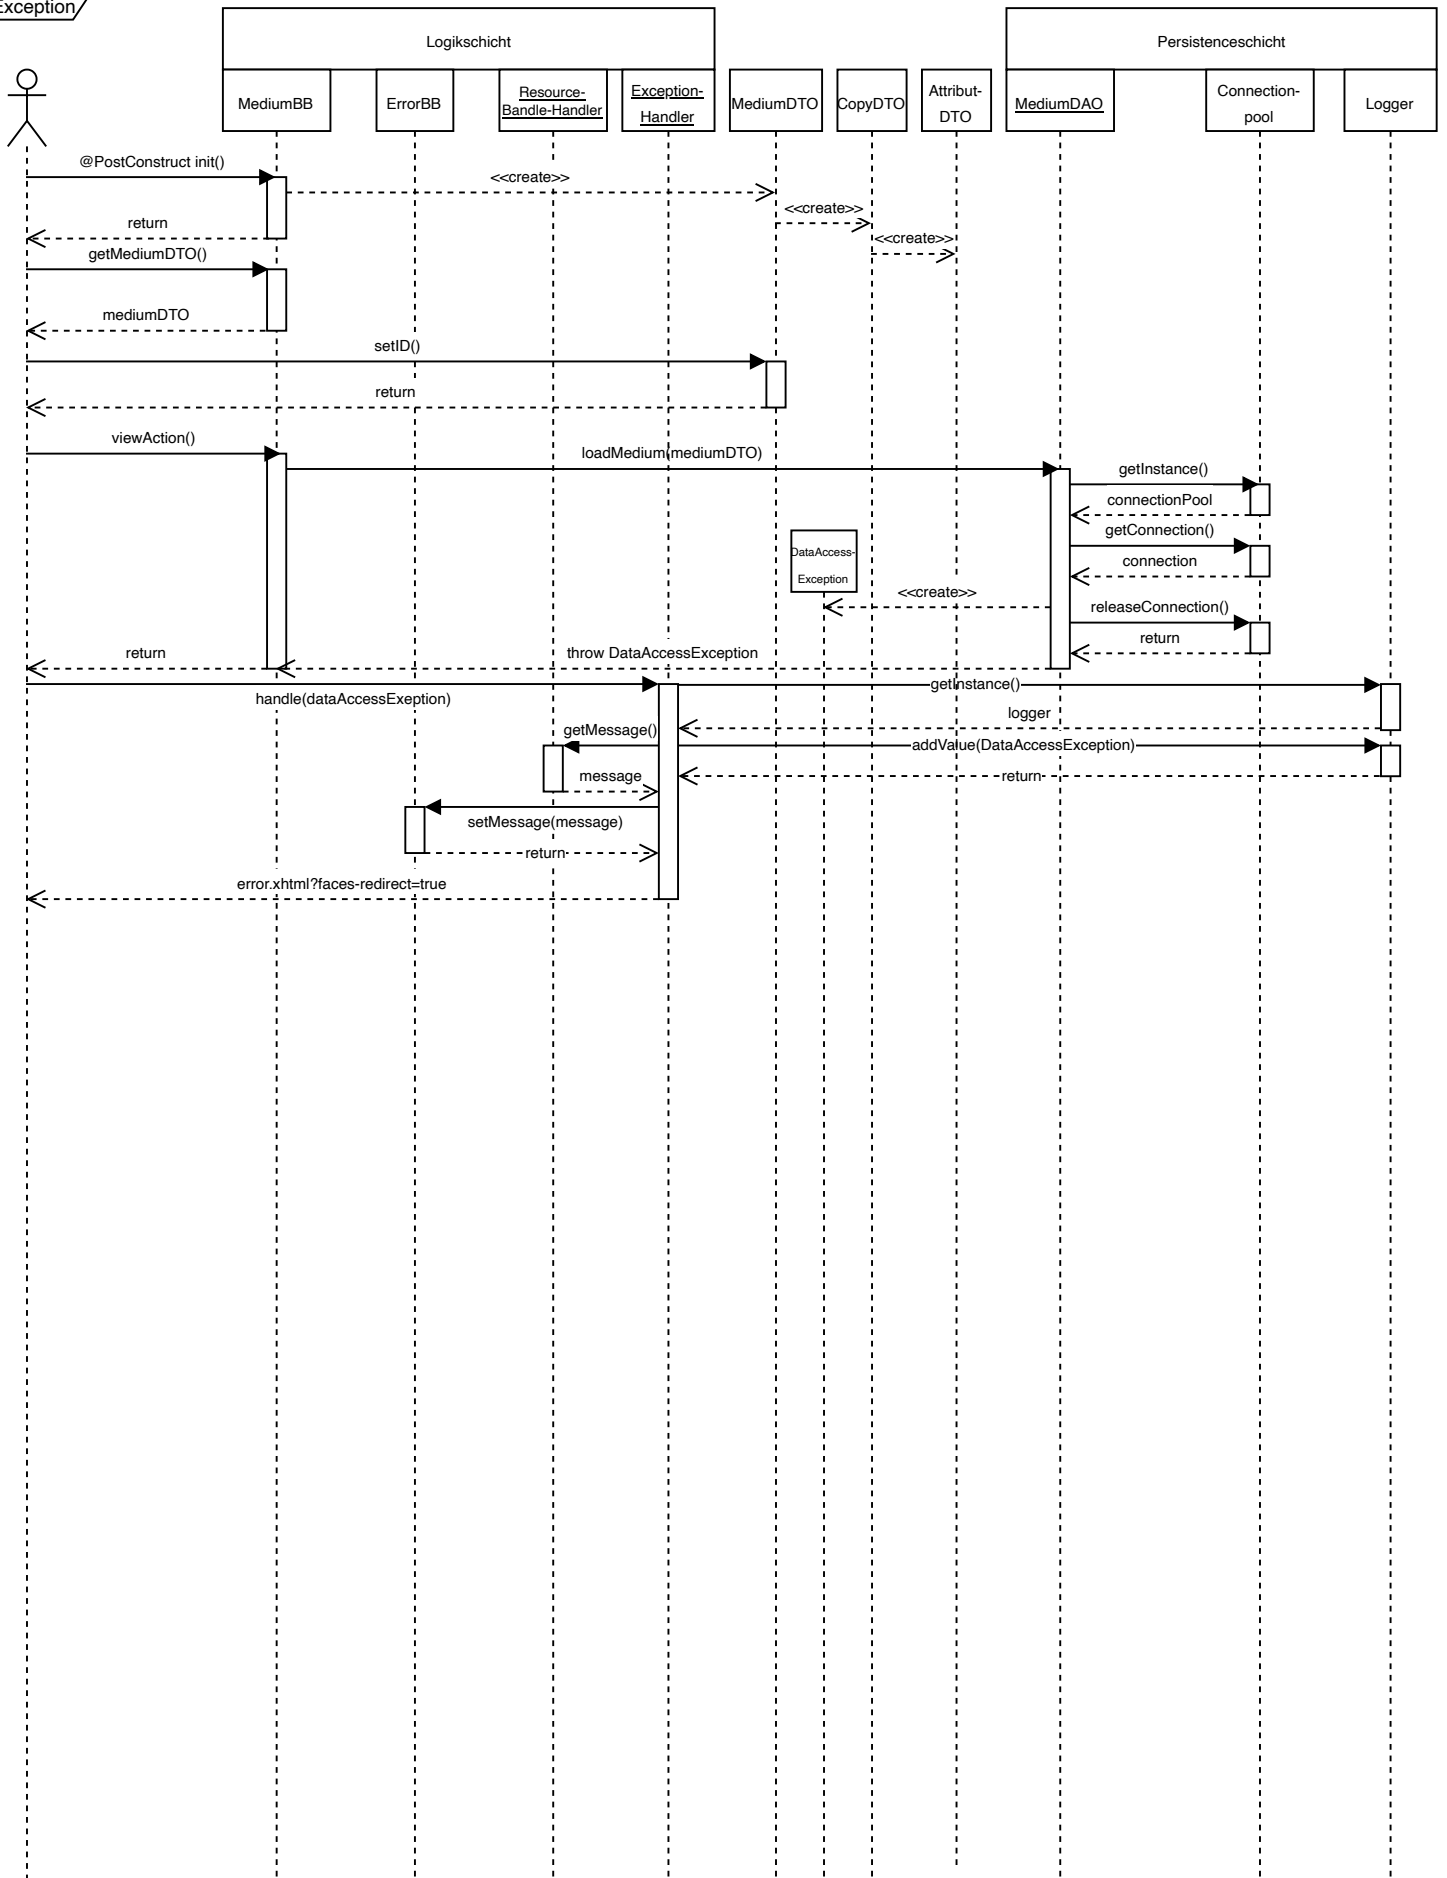 Exception
Logikschicht
Persistenceschicht
MediumBB
ErrorBB
Resource-
Bandle-Handler
Exception-
Handler
MediumDTO
CopyDTO
Attribut-
DTO
MediumDAO
Connection-
pool
Logger
@PostConstruct init()
<<create>>
<<create>>
return
<<create>>
getMediumDTO()
mediumDTO
setID()
return
viewAction()
loadMedium(mediumDTO)
getInstance()
connectionPool
getConnection()
DataAccess-
Exception
connection
<<create>>
releaseConnection()
return
return
throw DataAccessException
handle(dataAccessExeption)
getInstance()
logger
getMessage()
addValue(DataAccessException)
message
return
setMessage(message)
return
error.xhtml?faces-redirect=true